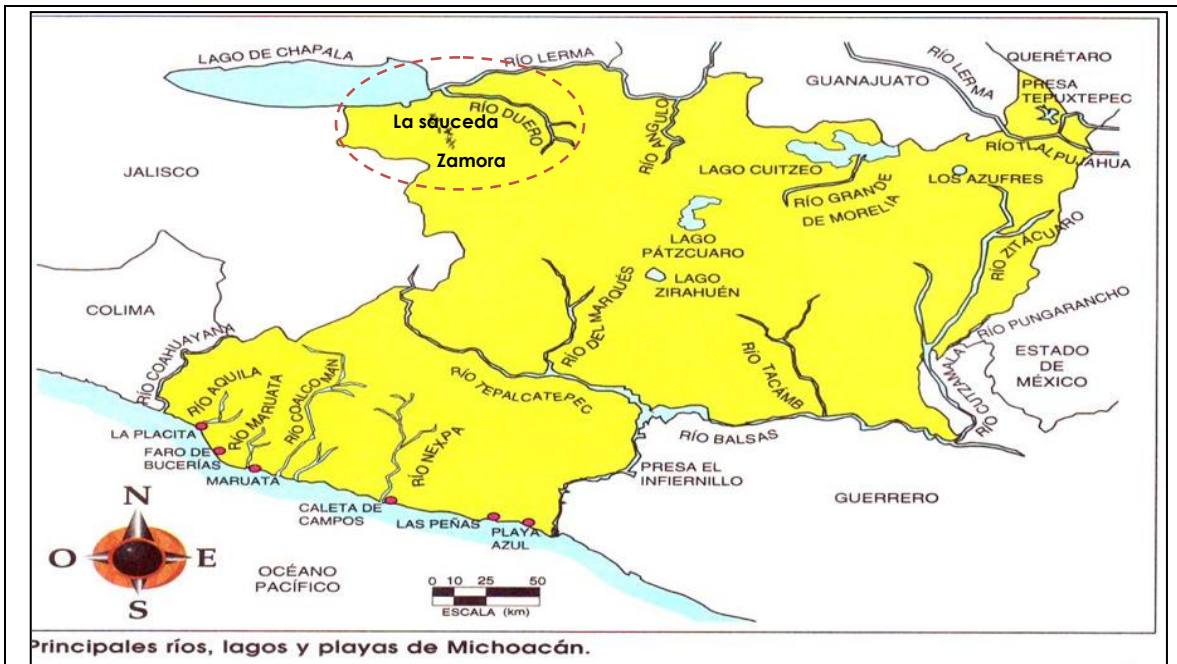 LAGO DE CHAPALA
RÍO LERMA
QUERÉTARO
GUANAJUATO
RÍO LERMA
PRESA
TEPUXTEPEC
RÍO DUERO
La sauceda
Zamora
RÍO ANGULO
RÍO TLALPUJAHUA
LAGO CUITZEO
LOS AZUFRES
JALISCO
RÍO GRANDE
DE MORELIA
LAGO
PÁTZCUARO
RÍO ZITÁCUARO
LAGO
ZIRAHUÉN
COLIMA
RÍO DEL MARQUÉS
RÍO PUNGARANCHO
RÍO COAHUAYANA
ESTADO
DE
MÉXICO
RÍO AQUILA
RÍO MARUATA
RÍO COALCOMÁN
RÍO TEPALCATEPEC
RÍO TACÁMB
RÍO CUTZAMALA
RÍO NEXPA
LA PLACITA
RÍO BALSAS
FARO DE
BUCERÍAS
MARUATA
PRESA EL
INFIERNILLO
GUERRERO
CALETA DE
CAMPOS
LAS PEÑAS
PLAYA
AZUL
N
O
E
S
OCÉANO
PACÍFICO
0 10 25 50
ESCALA (km)
Principales ríos, lagos y playas de Michoacán.